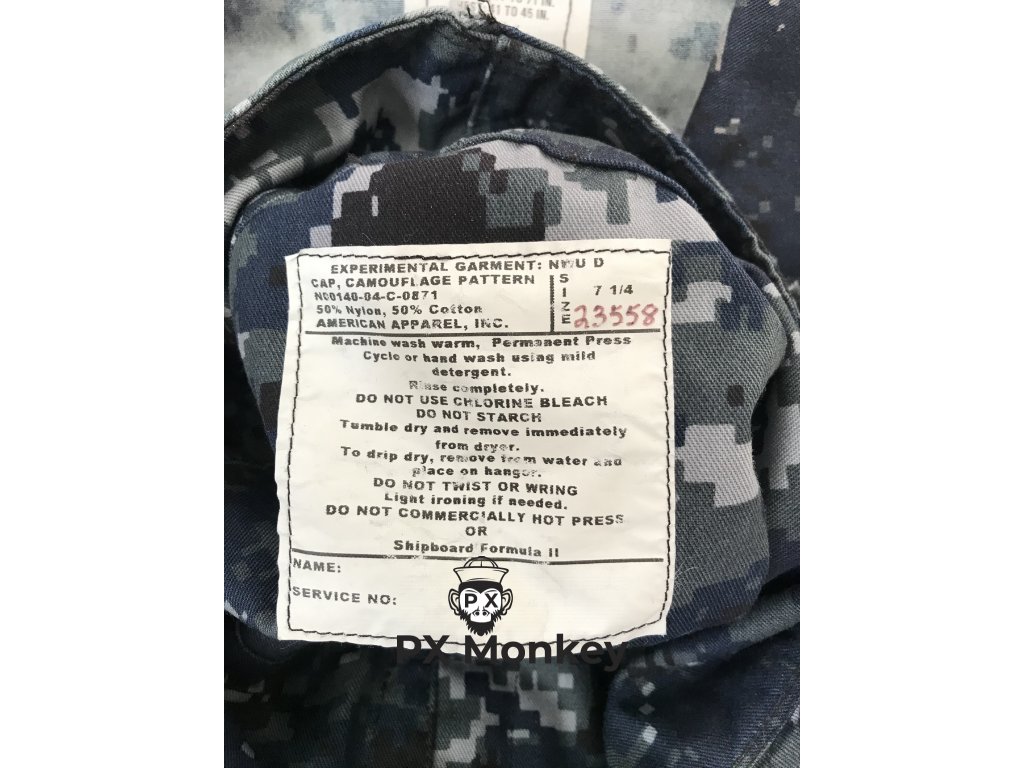 41 TO 45 IN.
EXPERIMENTAL GARMENT: NWU D
CAP, CAMOUFLAGE PATTERN
N00140-04-C-0871
50% Nylon, 50% Cotton
AMERICAN APPAREL, INC.
SIZE
7 1/4
23558
Machine wash warm, Permanent Press
Cycle or hand wash using mild
detergent.
Rinse completely.
DO NOT USE CHLORINE BLEACH
DO NOT STARCH
Tumble dry and remove immediately
from dryer.
To drip dry, remove from water and
place on hanger.
DO NOT TWIST OR WRING
Light ironing if needed.
DO NOT COMMERCIALLY HOT PRESS
OR
Shipboard Formula II
NAME:
SERVICE NO:
PX
PX Monkey